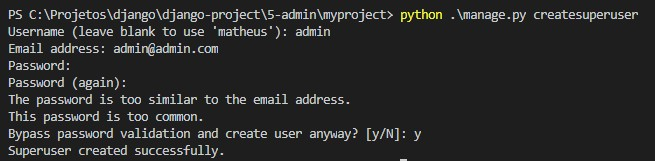 PS C:\Projetos\django\django-project\5-admin\myproject> python .\manage.py createsuperuser
Username (leave blank to use 'matheus'): admin
Email address: admin@admin.com
Password:
Password (again):
The password is too similar to the email address.
This password is too common.
Bypass password validation and create user anyway? [y/N]: y
Superuser created successfully.